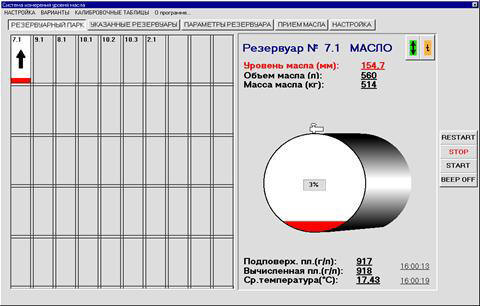 Система измерения уровня масла
НАСТРОЙКА ВАРИАНТЫ КАЛИБРОВОЧНЫЕ ТАБЛИЦЫ О программе...
РЕЗЕРВУАРНЫЙ ПАРК УКАЗАННЫЕ РЕЗЕРВУАРЫ ПАРАМЕТРЫ РЕЗЕРВУАРА ПРИЕМ МАСЛА НАСТРОЙКА
7.1 9.1 8.1 10.1 10.2 10.3 2.1
Резервуар № 7.1 МАСЛО
t
Уровень масла (мм): 154,7
Объем масла (л): 560
Масса масла (кг): 514
3%
RESTART
STOP
START
BEEP OFF
Подповерх. пл.(г/л): 917
Вычисленная пл.(г/л): 918
Ср.температура(°C): 17,43
16:00:13
16:00:19